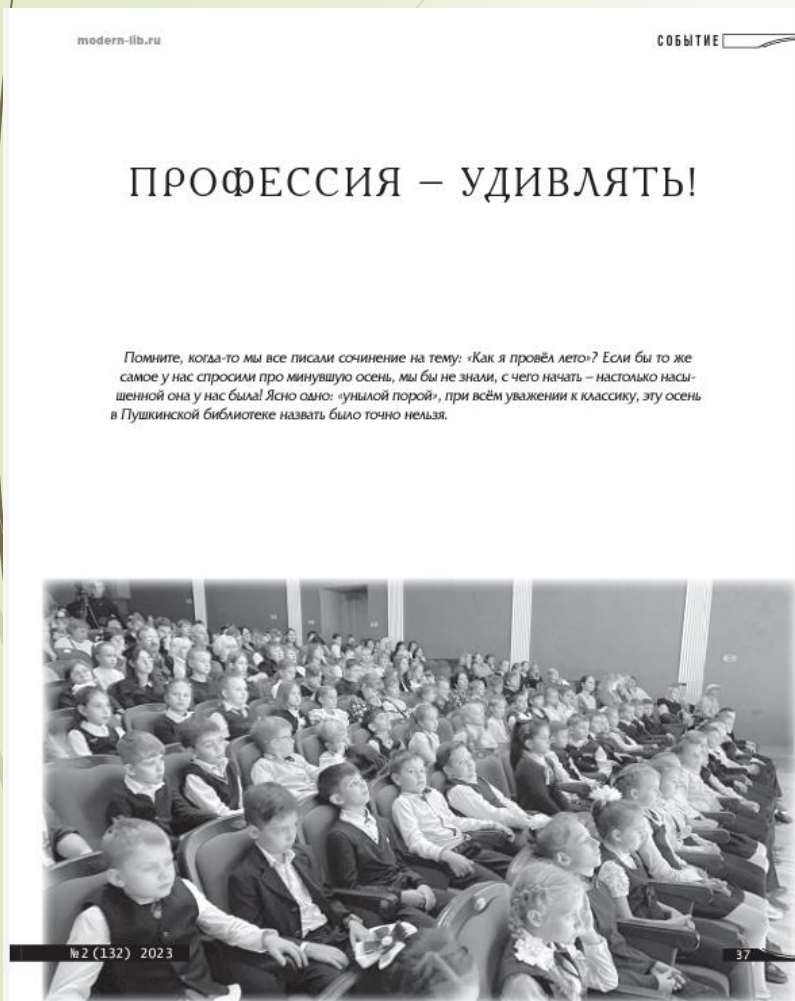 modern-lib.ru
СОБЫТИЕ
ПРОФЕССИЯ – УДИВЛЯТЬ!
Помните, когда-то мы все писали сочинение на тему: «Как я провёл лето»? Если бы то же
самое у нас спросили про минувшую осень, мы бы не знали, с чего начать – настолько насы-
щенной она у нас была! Ясно одно: «унылой порой», при всём уважении к классику, эту осень
в Пушкинской библиотеке назвать было точно нельзя.
№2(132) 2023
37